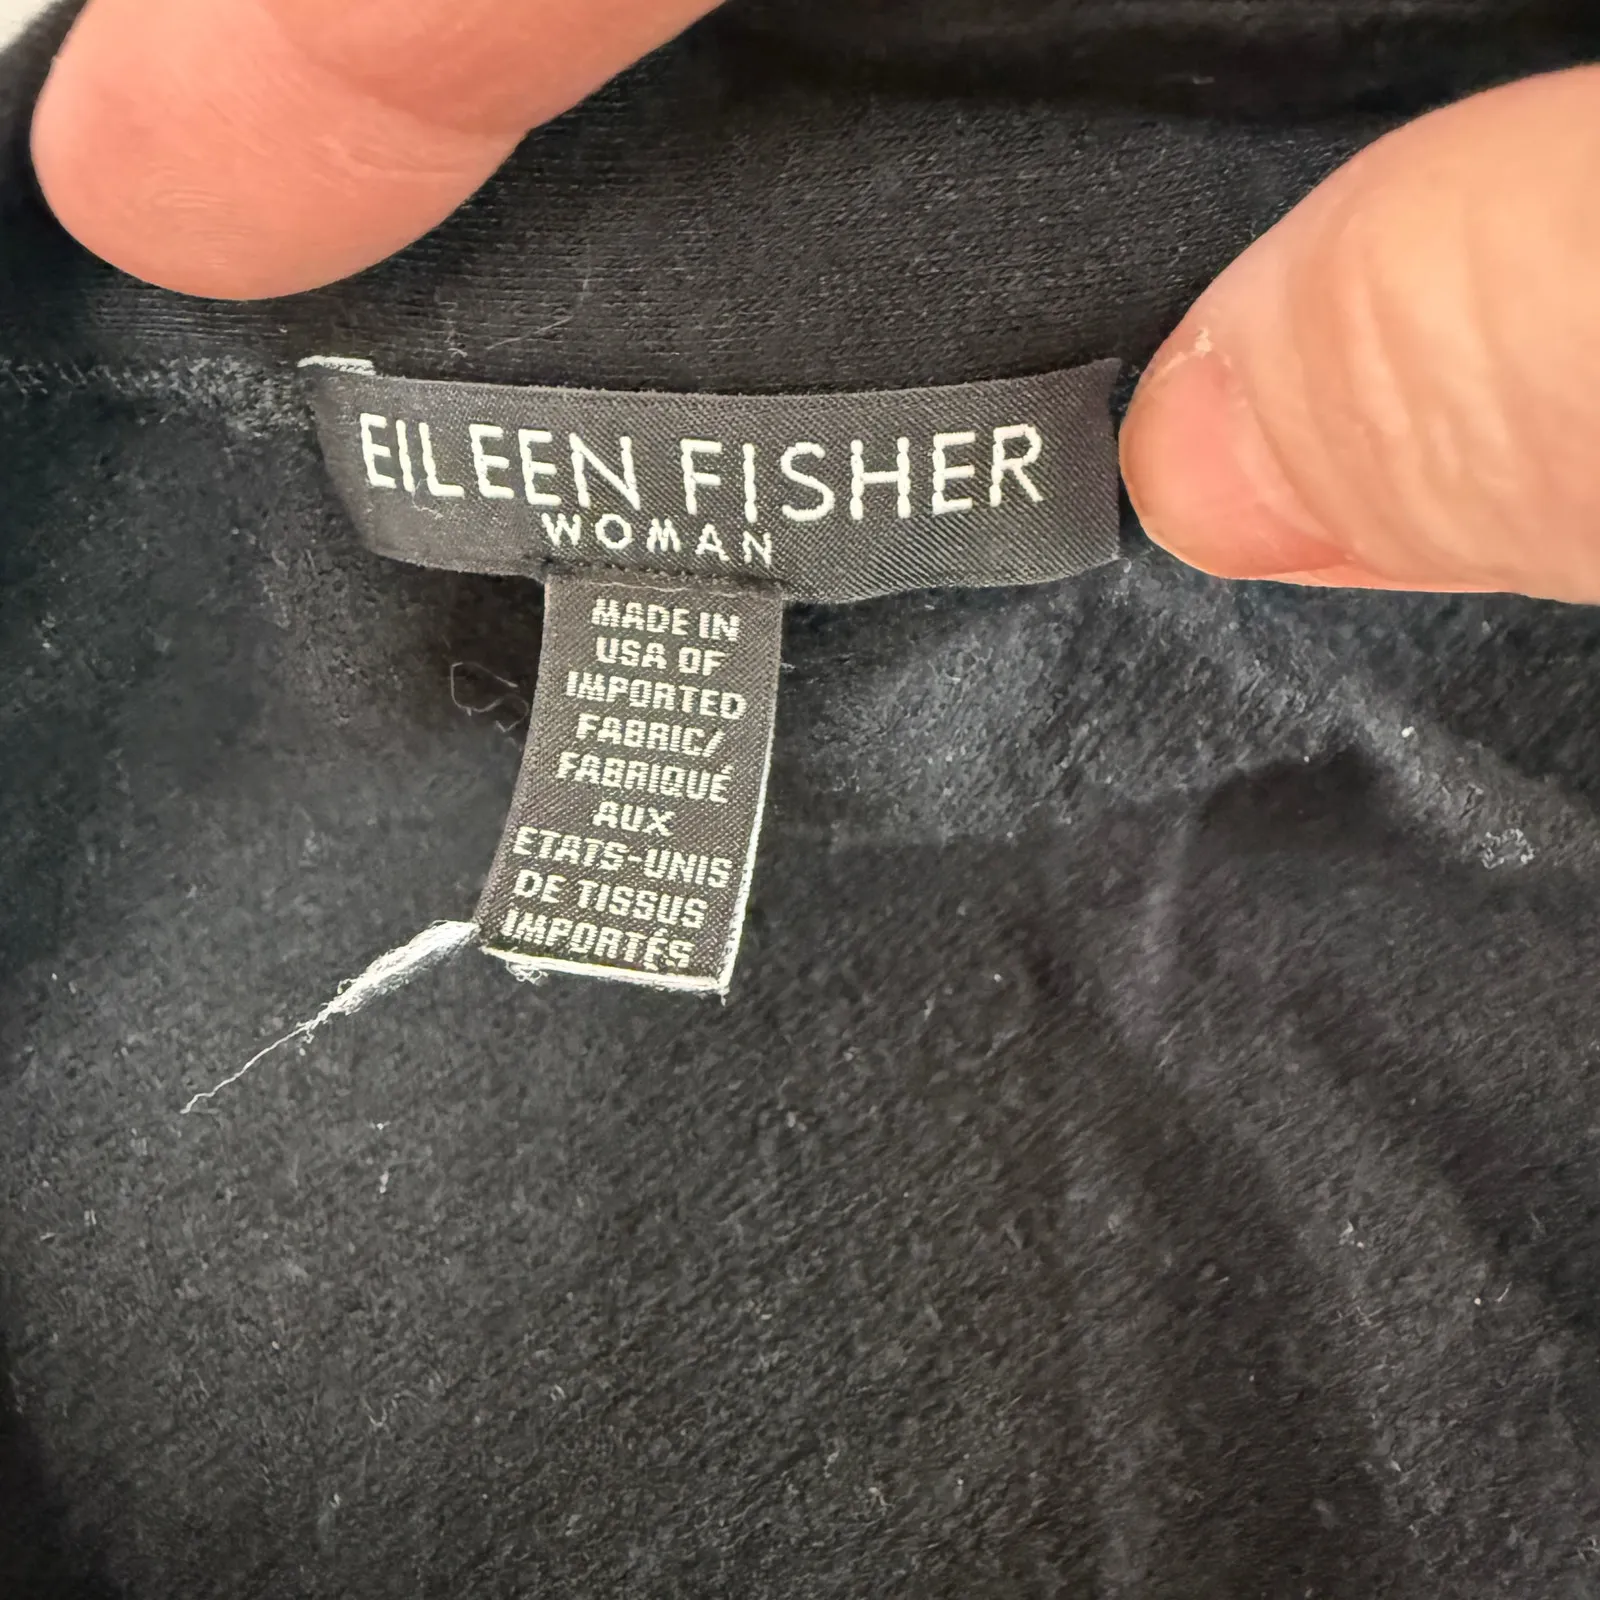 EILEEN FISHER
WOMAN
MADE IN
USA OF
IMPORTED
FABRIC/
FABRIQUÉ
AUX
ETATS-UNIS
DE TISSUS
IMPORTÉS